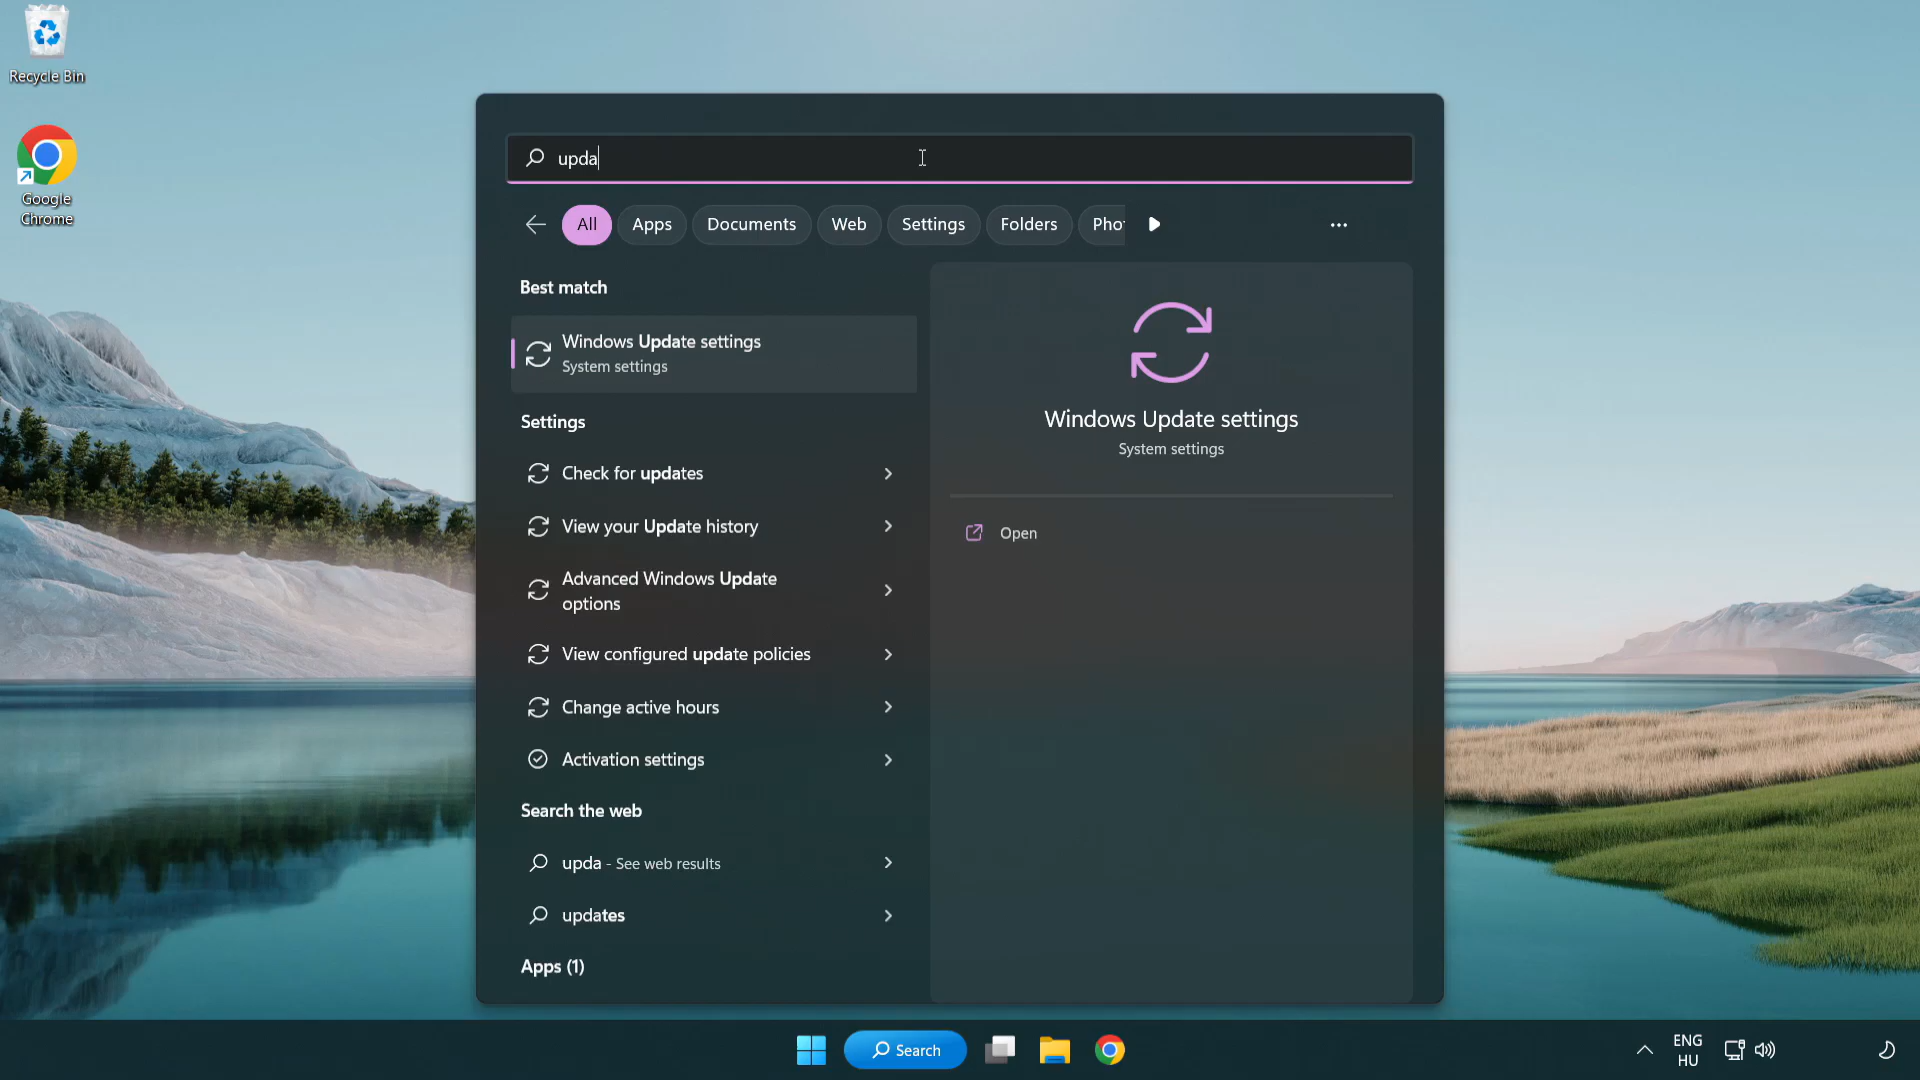 Recycle Bin
Google
Chrome
upda
All
Apps
Documents
Web
Settings
Folders
Pho
Best match
Windows Update settings
System settings
Settings
Check for updates
View your Update history
Advanced Windows Update
options
View configured update policies
Change active hours
Activation settings
Search the web
upda - See web results
updates
Apps (1)
Windows Update settings
System settings
Open
Search
ENG
HU